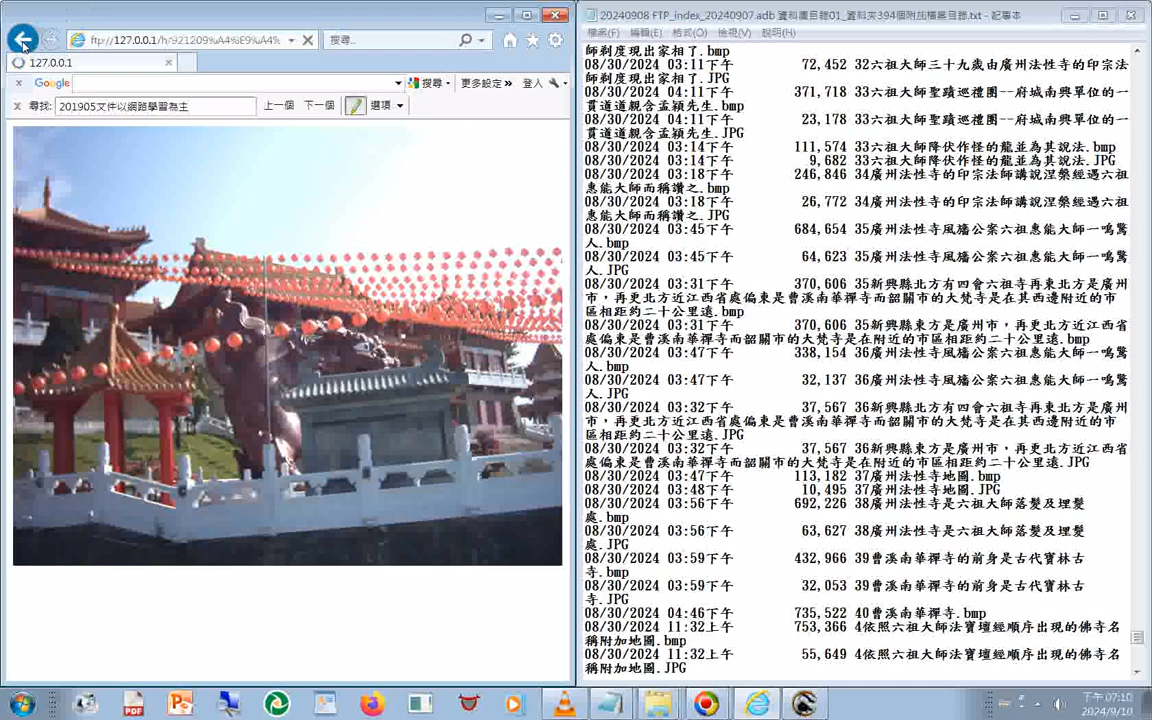 ftp://127.0.0.1/h/921209%A4%E9%A4%
搜尋...
127.0.0.1
Google
搜尋
更多設定 »
登入
尋找: 201905文件以網路學習為主
上一個
下一個
選項
20240908 FTP_index_20240907.adb 資料庫目錄01_資料夾394個附加檔案目錄.txt - 記事本
檔案(F) 編輯(E) 格式(O) 檢視(V) 說明(H)
師剃度現出家相了.bmp
08/30/2024 03:11下午 72,452 32六祖大師三十九歲由廣州法性寺的印宗法
師剃度現出家相了.JPG
08/30/2024 04:11下午 371,718 33六祖大師聖蹟巡禮團--府城南興單位的一
貫道道親含孟穎先生.bmp
08/30/2024 04:11下午 23,178 33六祖大師聖蹟巡禮團--府城南興單位的一
貫道道親含孟穎先生.JPG
08/30/2024 03:14下午 111,574 33六祖大師降伏作怪的龍並為其說法.bmp
08/30/2024 03:14下午 9,682 33六祖大師降伏作怪的龍並為其說法.JPG
08/30/2024 03:18下午 246,846 34廣州法性寺的印宗法師講說涅槃經遇六祖
惠能大師而稱讚之.bmp
08/30/2024 03:18下午 26,772 34廣州法性寺的印宗法師講說涅槃經遇六祖
惠能大師而稱讚之.JPG
08/30/2024 03:45下午 684,654 35廣州法性寺風旛公案六祖惠能大師一鳴驚
人.bmp
08/30/2024 03:45下午 64,623 35廣州法性寺風旛公案六祖惠能大師一鳴驚
人.JPG
08/30/2024 03:31下午 370,606 35新興縣北方有四會六祖寺再東北方是廣州
市，再更北方近江西省處偏東是曹溪南華禪寺而韶關市的大梵寺是在其西邊附近的市
區相距約二十公里遠.bmp
08/30/2024 03:31下午 370,606 35新興縣東方是廣州市，再更北方近江西省
處偏東是曹溪南華禪寺而韶關市的大梵寺是在附近的市區相距約二十公里遠.bmp
08/30/2024 03:47下午 338,154 36廣州法性寺風旛公案六祖惠能大師一鳴驚
人.bmp
08/30/2024 03:47下午 32,137 36廣州法性寺風旛公案六祖惠能大師一鳴驚
人.JPG
08/30/2024 03:32下午 37,567 36新興縣北方有四會六祖寺再東北方是廣州
市，再更北方近江西省處偏東是曹溪南華禪寺而韶關市的大梵寺是在其西邊附近的市
區相距約二十公里遠.JPG
08/30/2024 03:32下午 37,567 36新興縣東方是廣州市，再更北方近江西省
處偏東是曹溪南華禪寺而韶關市的大梵寺是在附近的市區相距約二十公里遠.JPG
08/30/2024 03:47下午 113,182 37廣州法性寺地圖.bmp
08/30/2024 03:48下午 10,495 37廣州法性寺地圖.JPG
08/30/2024 03:56下午 692,226 38廣州法性寺是六祖大師落髮及埋髮
處.bmp
08/30/2024 03:56下午 63,627 38廣州法性寺是六祖大師落髮及埋髮
處.JPG
08/30/2024 03:59下午 432,966 39曹溪南華禪寺的前身是古代寶林古
寺.bmp
08/30/2024 03:59下午 32,053 39曹溪南華禪寺的前身是古代寶林古
寺.JPG
08/30/2024 04:46下午 735,522 40曹溪南華禪寺.bmp
08/30/2024 11:32上午 753,366 4依照六祖大師法寶壇經順序出現的佛寺名
稱附加地圖.bmp
08/30/2024 11:32上午 55,649 4依照六祖大師法寶壇經順序出現的佛寺名
稱附加地圖.JPG
PDF
下午 07:10
2024/9/10